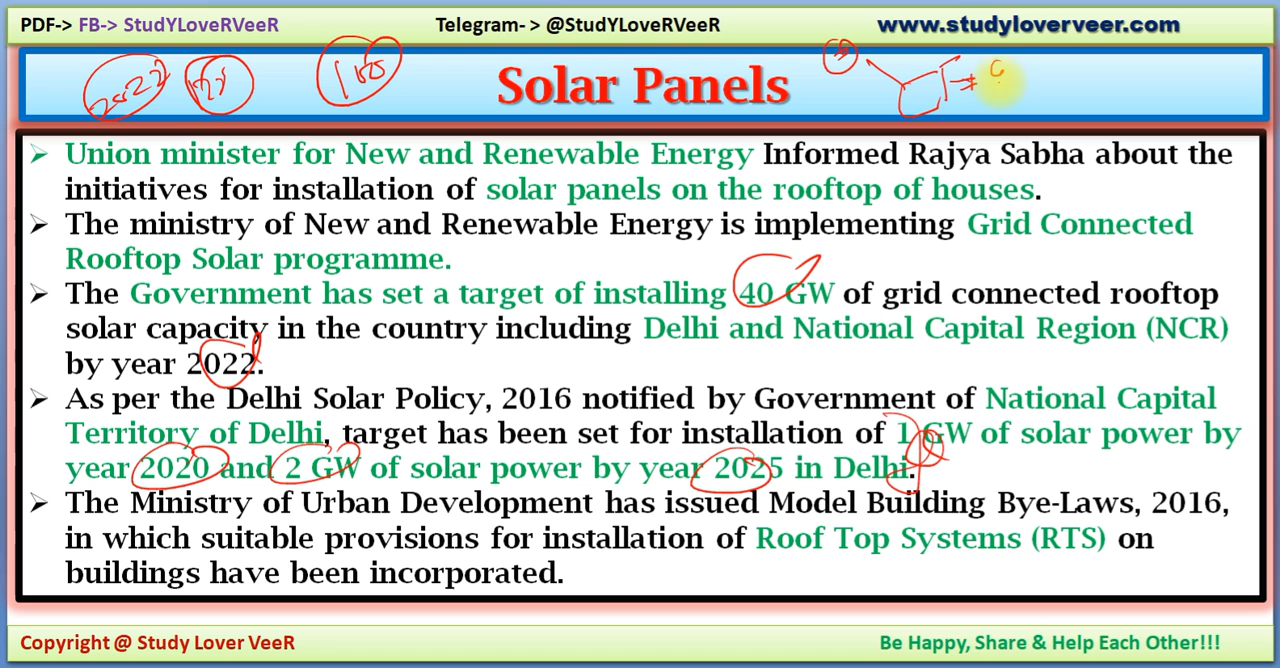 PDF-> FB-> StudYLoveRVeeR
Telegram- > @StudYLoveRVeeR
www.studyloverveer.com
2022
Solar Panels
➢ Union minister for New and Renewable Energy Informed Rajya Sabha about the
initiatives for installation of solar panels on the rooftop of houses.
➢ The ministry of New and Renewable Energy is implementing Grid Connected
Rooftop Solar programme.
➢ The Government has set a target of installing 40 GW of grid connected rooftop
solar capacity in the country including Delhi and National Capital Region (NCR)
by year 2022.
➢ As per the Delhi Solar Policy, 2016 notified by Government of National Capital
Territory of Delhi, target has been set for installation of 1 GW of solar power by
year 2020 and 2 GW of solar power by year 2025 in Delhi.
➢ The Ministry of Urban Development has issued Model Building Bye-Laws, 2016,
in which suitable provisions for installation of Roof Top Systems (RTS) on
buildings have been incorporated.
Copyright @ Study Lover VeeR
Be Happy, Share & Help Each Other!!!